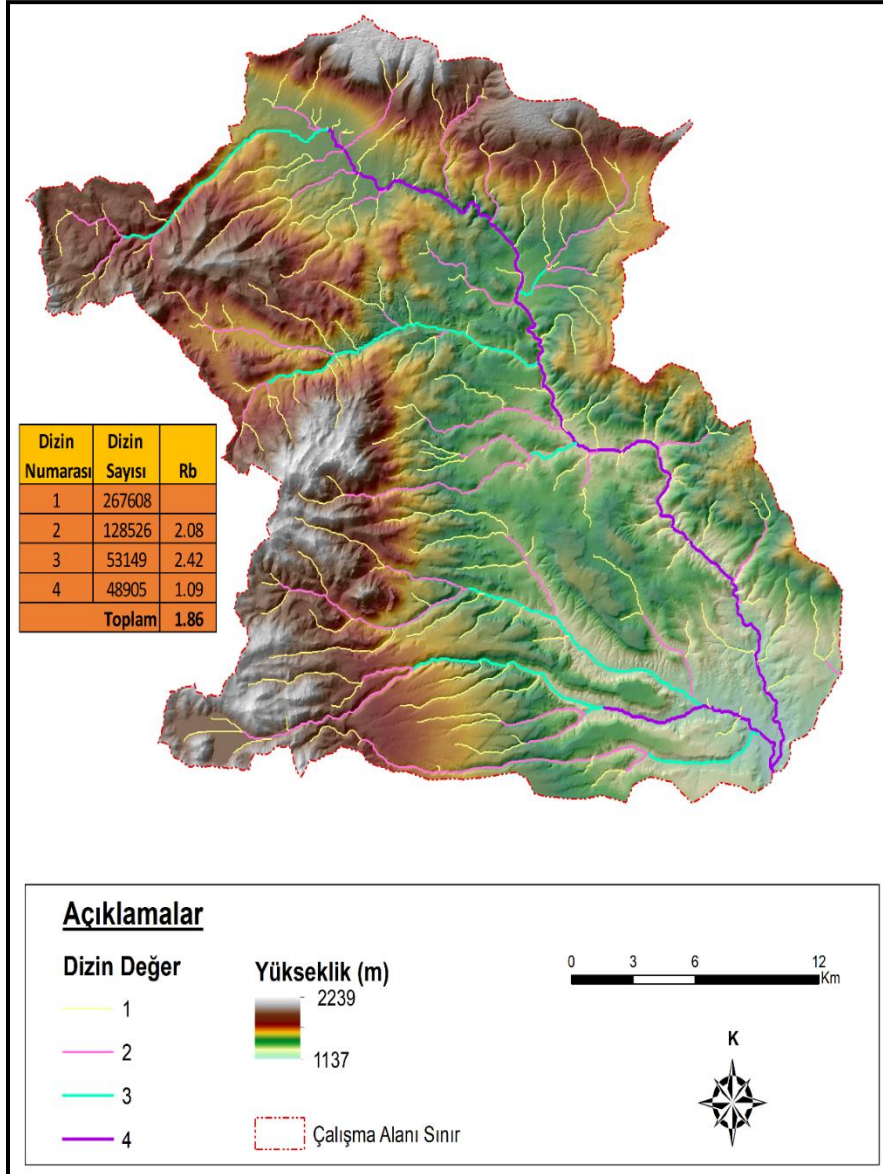 Dizin Numarası Dizin Sayısı Rb
1 267608
2 128526 2.08
3 53149 2.42
4 48905 1.09
Toplam 1.86
Açıklamalar
Dizin Değer
1
2
3
4
Yükseklik (m)
2239
1137
Çalışma Alanı Sınır
0 3 6 12
Km
K